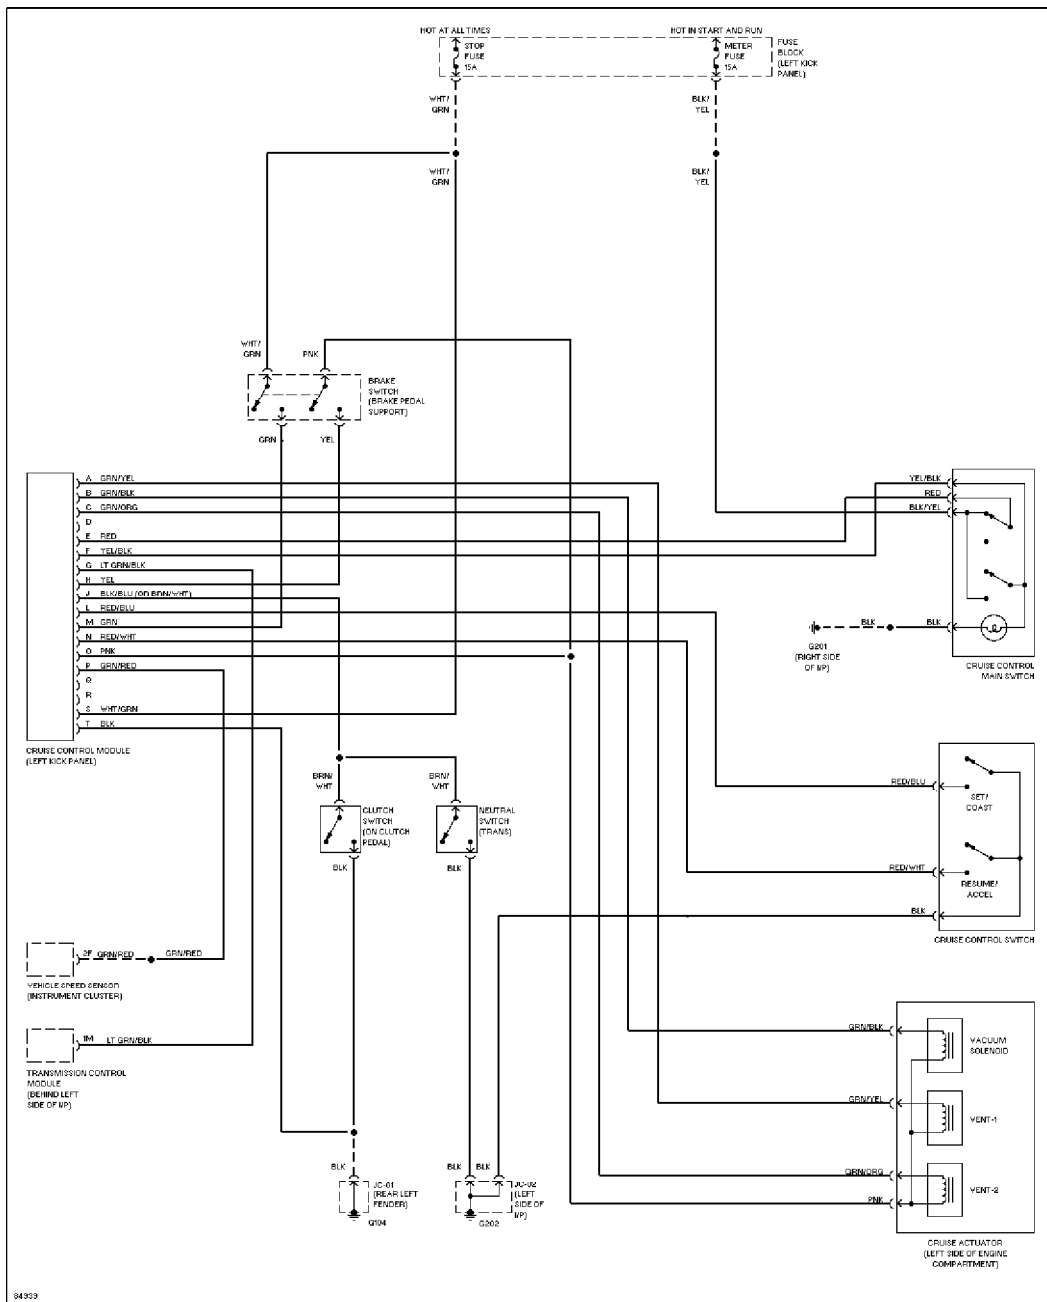 HOT AT ALL TIMES
HOT IN START AND RUN
STOP
FUSE
15A
METER
FUSE
15A
FUSE
BLOCK
(LEFT KICK
PANEL)
WHT/
GRN
BLK/
YEL
WHT/
GRN
BLK/
YEL
WHT/
GRN
PNK
BRAKE
SWITCH
(BRAKE PEDAL
SUPPORT)
GRN
YEL
A GRN/YEL
B GRN/BLK
C GRN/ORG
D
E RED
F YEL/BLK
G LT GRN/BLK
H YEL
J BLK/BLU (OR BRN/WHT)
L RED/BLU
M GRN
N RED/WHT
O PNK
P GRN/RED
Q
R
S WHT/GRN
T BLK
CRUISE CONTROL MODULE
(LEFT KICK PANEL)
YEL/BLK
RED
BLK/YEL
BLK
BLK
G201
(RIGHT SIDE
OF I/P)
CRUISE CONTROL
MAIN SWITCH
BRN/
WHT
BRN/
WHT
CLUTCH
SWITCH
(ON CLUTCH
PEDAL)
NEUTRAL
SWITCH
(TRANS)
BLK
BLK
RED/BLU
SET/
COAST
RED/WHT
RESUME/
ACCEL
BLK
CRUISE CONTROL SWITCH
2F GRN/RED
GRN/RED
VEHICLE SPEED SENSOR
(INSTRUMENT CLUSTER)
1M LT GRN/BLK
TRANSMISSION CONTROL
MODULE
(BEHIND LEFT
SIDE OF I/P)
GRN/BLK
VACUUM
SOLENOID
GRN/YEL
VENT-1
GRN/ORG
VENT-2
PNK
CRUISE ACTUATOR
(LEFT SIDE OF ENGINE
COMPARTMENT)
BLK
JC-01
(REAR LEFT
FENDER)
G104
BLK
BLK
JC-02
(LEFT
SIDE OF
I/P)
G202
84939